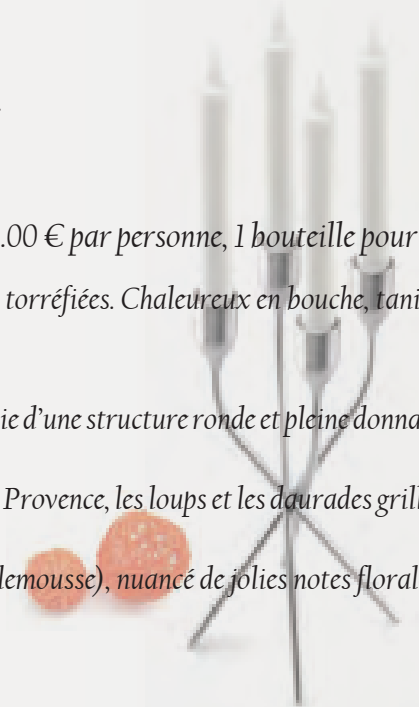 .00 € par personne, 1 bouteille pour
torréfiées. Chaleureux en bouche, tani
ie d'une structure ronde et pleine donna
Provence, les loups et les daurades gril
lemousse), nuancé de jolies notes floral